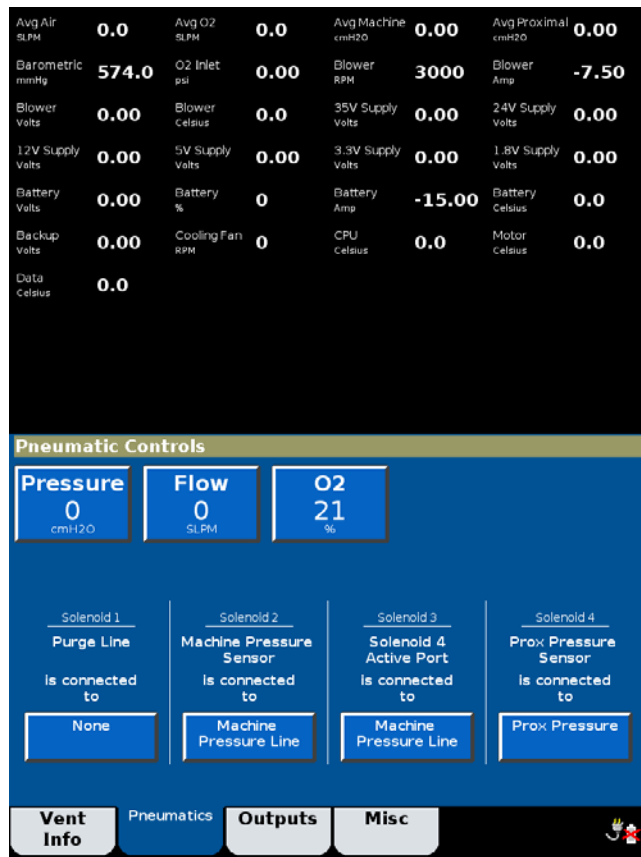 Avg Air 0.0 Avg O2 0.0 Avg Machine 0.00 Avg Proximal 0.00
SLPM SLPM cmH2O cmH2O
Barometric 574.0 O2 Inlet 0.00 Blower 3000 Blower -7.50
mmHg psi RPM Amp
Blower 0.00 Blower 0.0 35V Supply 0.00 24V Supply 0.00
Volts Celsius Volts Volts
12V Supply 0.00 5V Supply 0.00 3.3V Supply 0.00 1.8V Supply 0.00
Volts Volts Volts Volts
Battery 0.00 Battery 0 Battery -15.00 Battery 0.0
Volts % Amp Celsius
Backup 0.00 Cooling Fan 0 CPU 0.0 Motor 0.0
Volts RPM Celsius Celsius
Data 0.0
Celsius
Pneumatic Controls
Pressure Flow O2
0 0 21
cmH2O SLPM %
Solenoid 1 Solenoid 2 Solenoid 3 Solenoid 4
Purge Line Machine Pressure Solenoid 4 Prox Pressure
Sensor Active Port Sensor
is connected is connected is connected is connected
to to to to
None Machine Machine Prox Pressure
Pressure Line Pressure Line
Vent Pneumatics Outputs Misc
Info